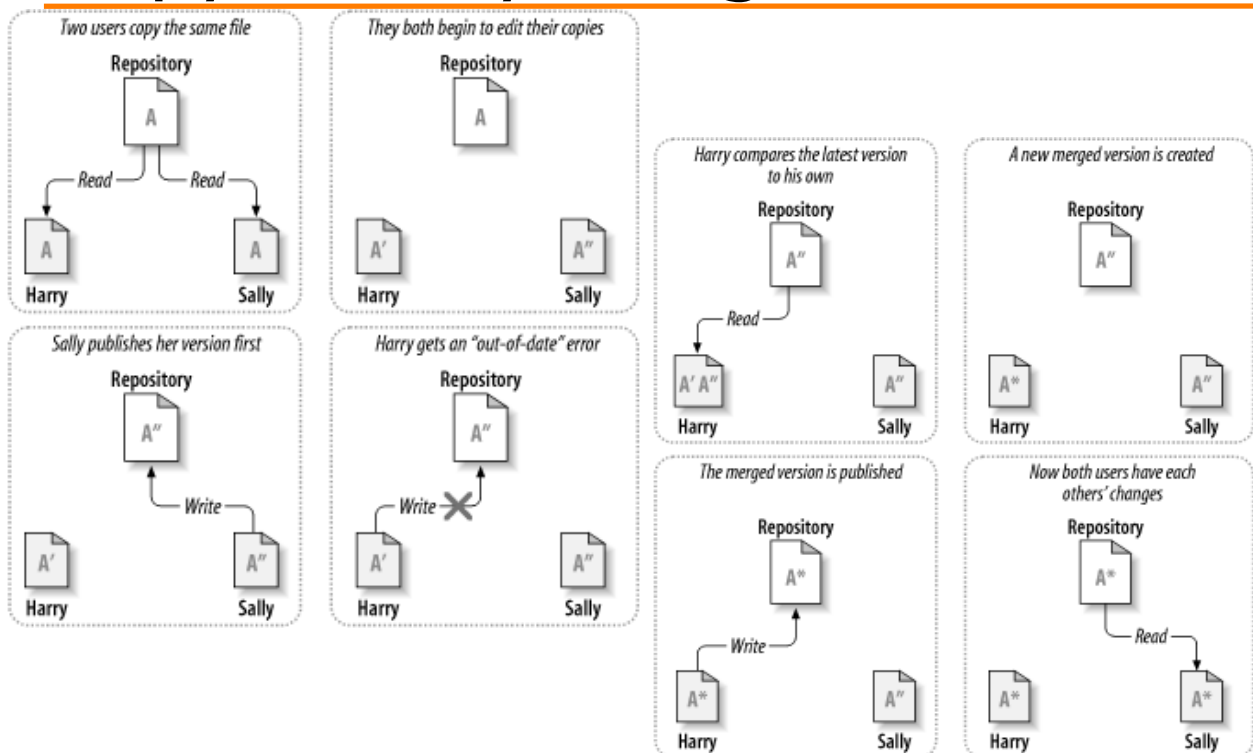 Two users copy the same file
Repository
A
Read
Read
A
A
Harry
Sally
They both begin to edit their copies
Repository
A
A′
A″
Harry
Sally
Sally publishes her version first
Repository
A″
Write
A′
A″
Harry
Sally
Harry gets an “out-of-date” error
Repository
A″
Write
A′
A″
Harry
Sally
Harry compares the latest version
to his own
Repository
A″
Read
A′ A″
A″
Harry
Sally
A new merged version is created
Repository
A″
A*
A″
Harry
Sally
The merged version is published
Repository
A*
Write
A*
A″
Harry
Sally
Now both users have each
others’ changes
Repository
A*
Read
A*
A*
Harry
Sally